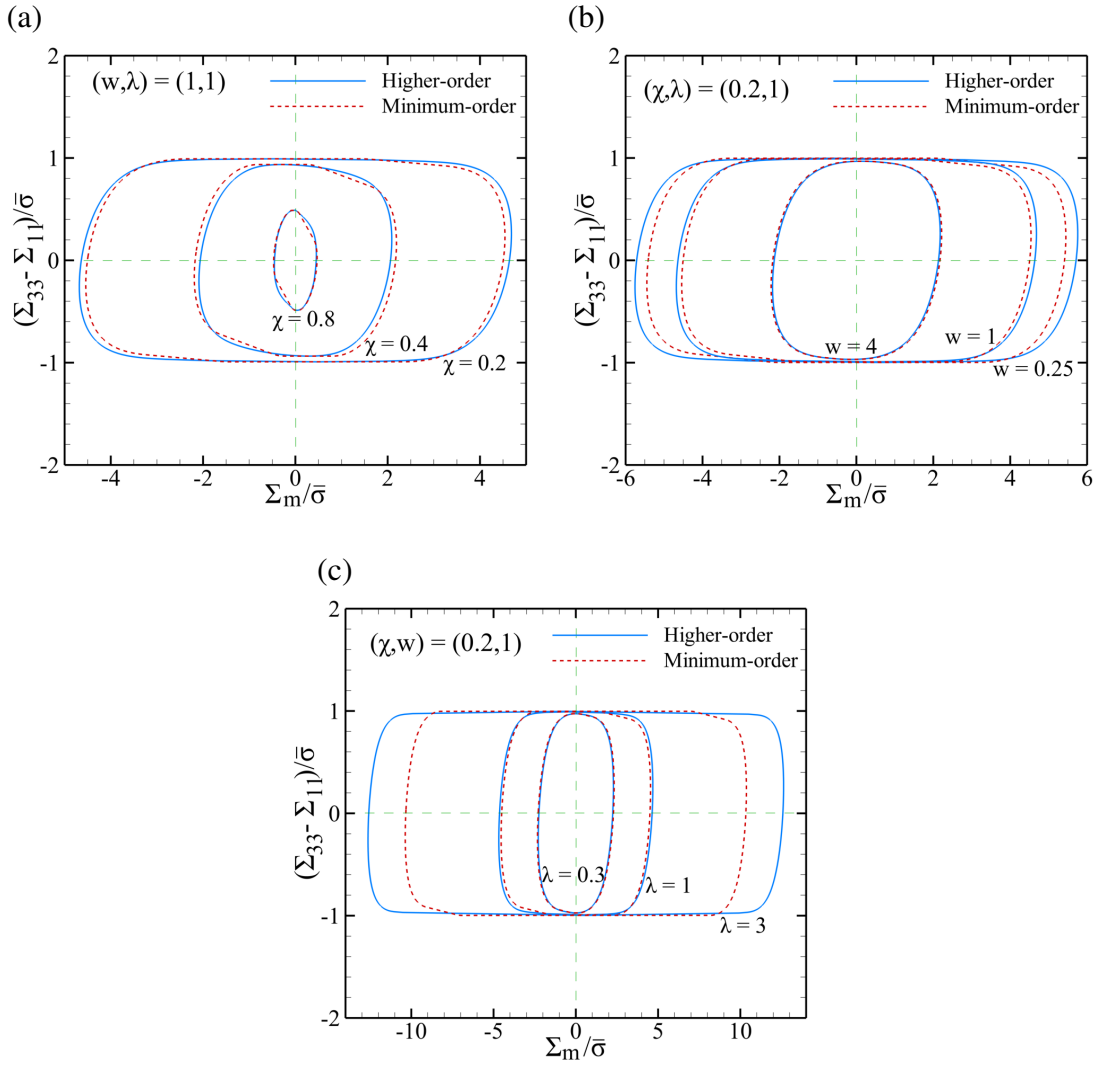 (a)
(w,λ) = (1,1)
Higher-order
Minimum-order
2
1
0
-1
-2
(Σ33- Σ11)/σ̅
χ = 0.8
χ = 0.4
χ = 0.2
-4
-2
0
2
4
Σm/σ̅
(b)
(χ,λ) = (0.2,1)
Higher-order
Minimum-order
2
1
0
-1
-2
(Σ33- Σ11)/σ̅
w = 4
w = 1
w = 0.25
-6
-4
-2
0
2
4
6
Σm/σ̅
(c)
(χ,w) = (0.2,1)
Higher-order
Minimum-order
2
1
0
-1
-2
(Σ33- Σ11)/σ̅
λ = 0.3
λ = 1
λ = 3
-10
-5
0
5
10
Σm/σ̅